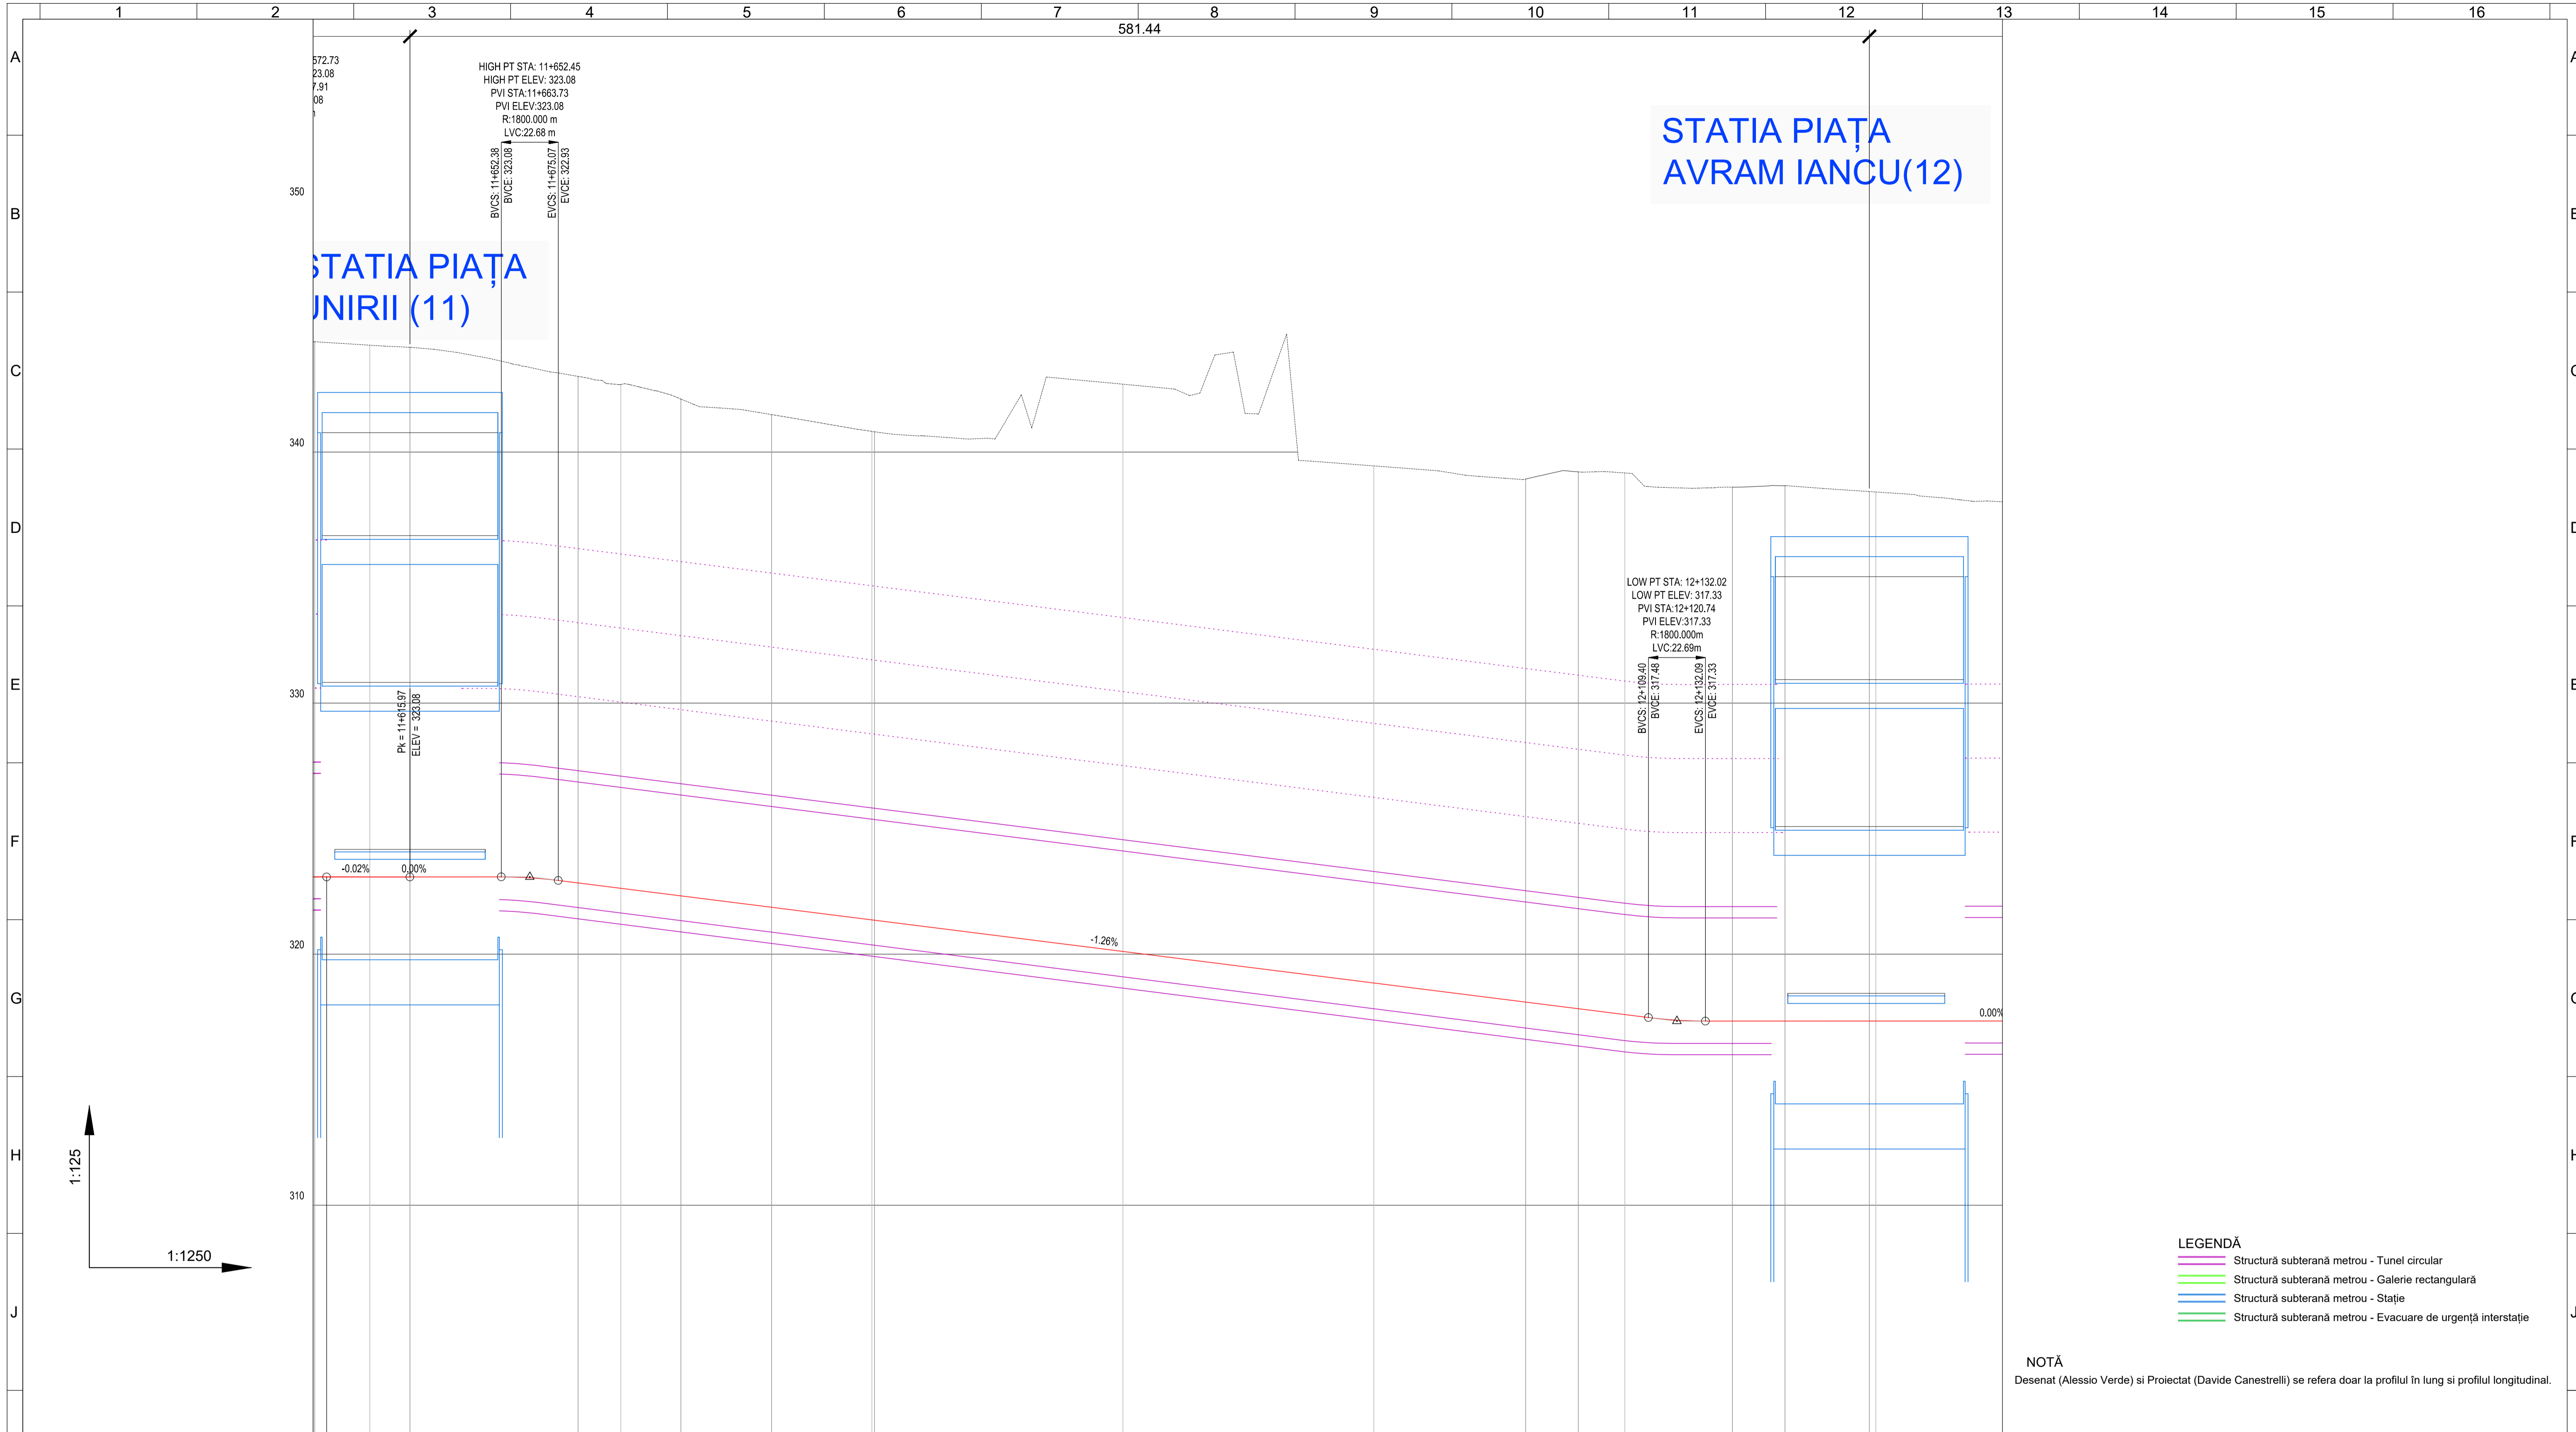 1 2 3 4 5 6 7 8 9 10 11 12 13 14 15 16
581.44
A
B
C
D
E
F
G
H
J
572.73
23.08
7.91
08
HIGH PT STA: 11+652.45
HIGH PT ELEV: 323.08
PVI STA:11+663.73
PVI ELEV:323.08
R:1800.000 m
LVC:22.68 m
BVCS: 11+652.38
BVCE: 323.08
EVCS: 11+675.07
EVCE: 322.93
STATIA PIAȚA
AVRAM IANCU(12)
STATIA PIAȚA
UNIRII (11)
350
340
330
320
310
LOW PT STA: 12+132.02
LOW PT ELEV: 317.33
PVI STA:12+120.74
PVI ELEV:317.33
R:1800.000m
LVC:22.69m
BVCS: 12+109.40
BVCE: 317.48
EVCS: 12+132.09
EVCE: 317.33
Pk = 11+615.97
ELEV = 323.08
-0.02%
0.00%
-1.26%
0.00%
1:125
1:1250
LEGENDĂ
Structură subterană metrou - Tunel circular
Structură subterană metrou - Galerie rectangulară
Structură subterană metrou - Stație
Structură subterană metrou - Evacuare de urgență interstație
NOTĂ
Desenat (Alessio Verde) si Proiectat (Davide Canestrelli) se refera doar la profilul în lung si profilul longitudinal.